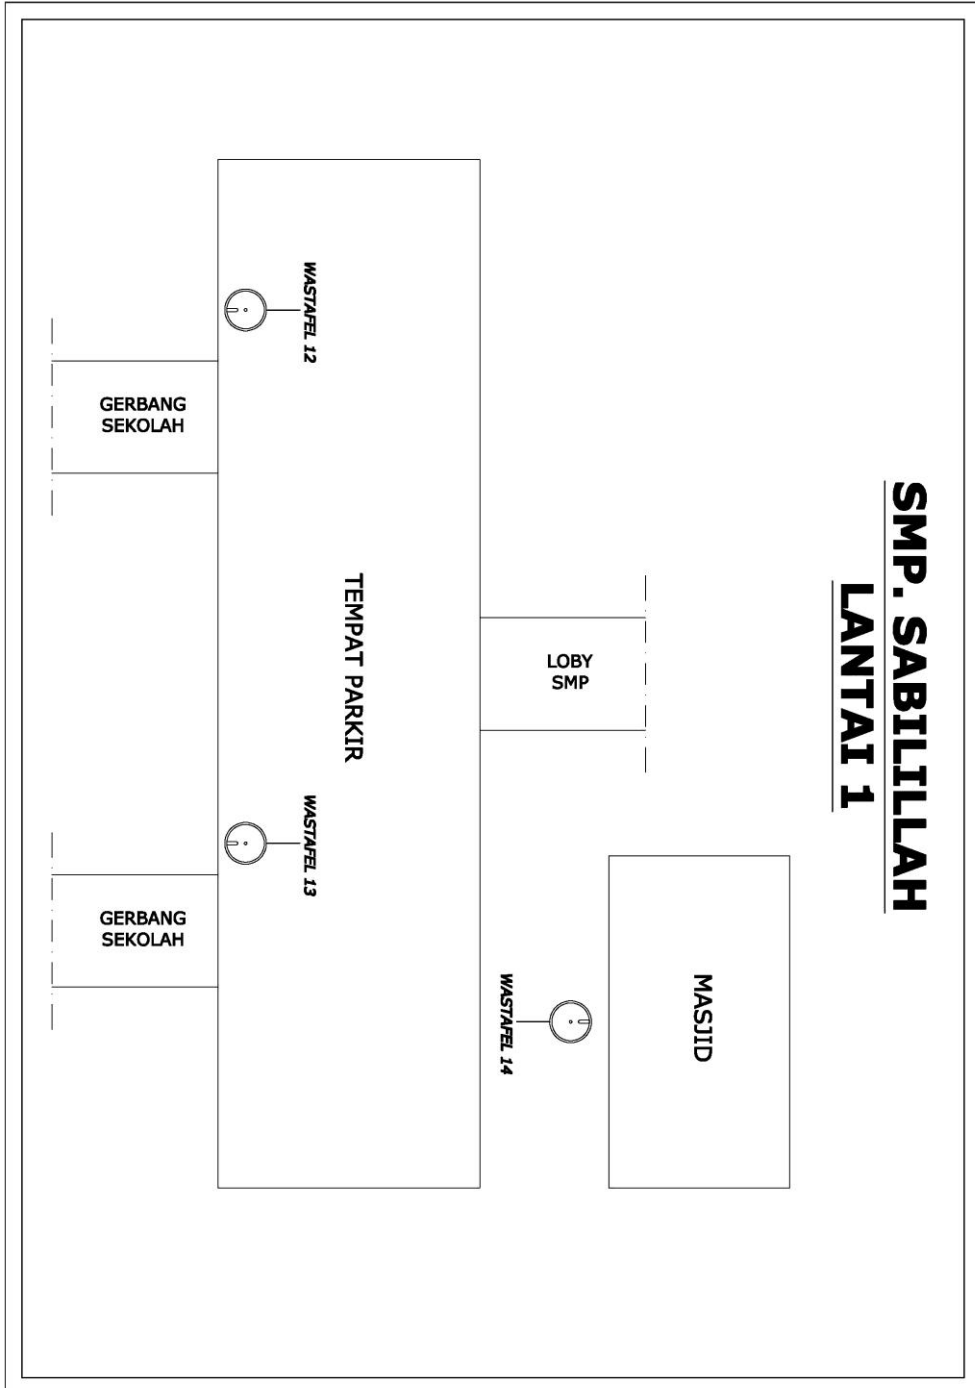 SMP. SABILILLAH
LANTAI 1
MASJID
LOBY
SMP
WASTAFEL 14
TEMPAT PARKIR
WASTAFEL 12
WASTAFEL 13
GERBANG
SEKOLAH
GERBANG
SEKOLAH